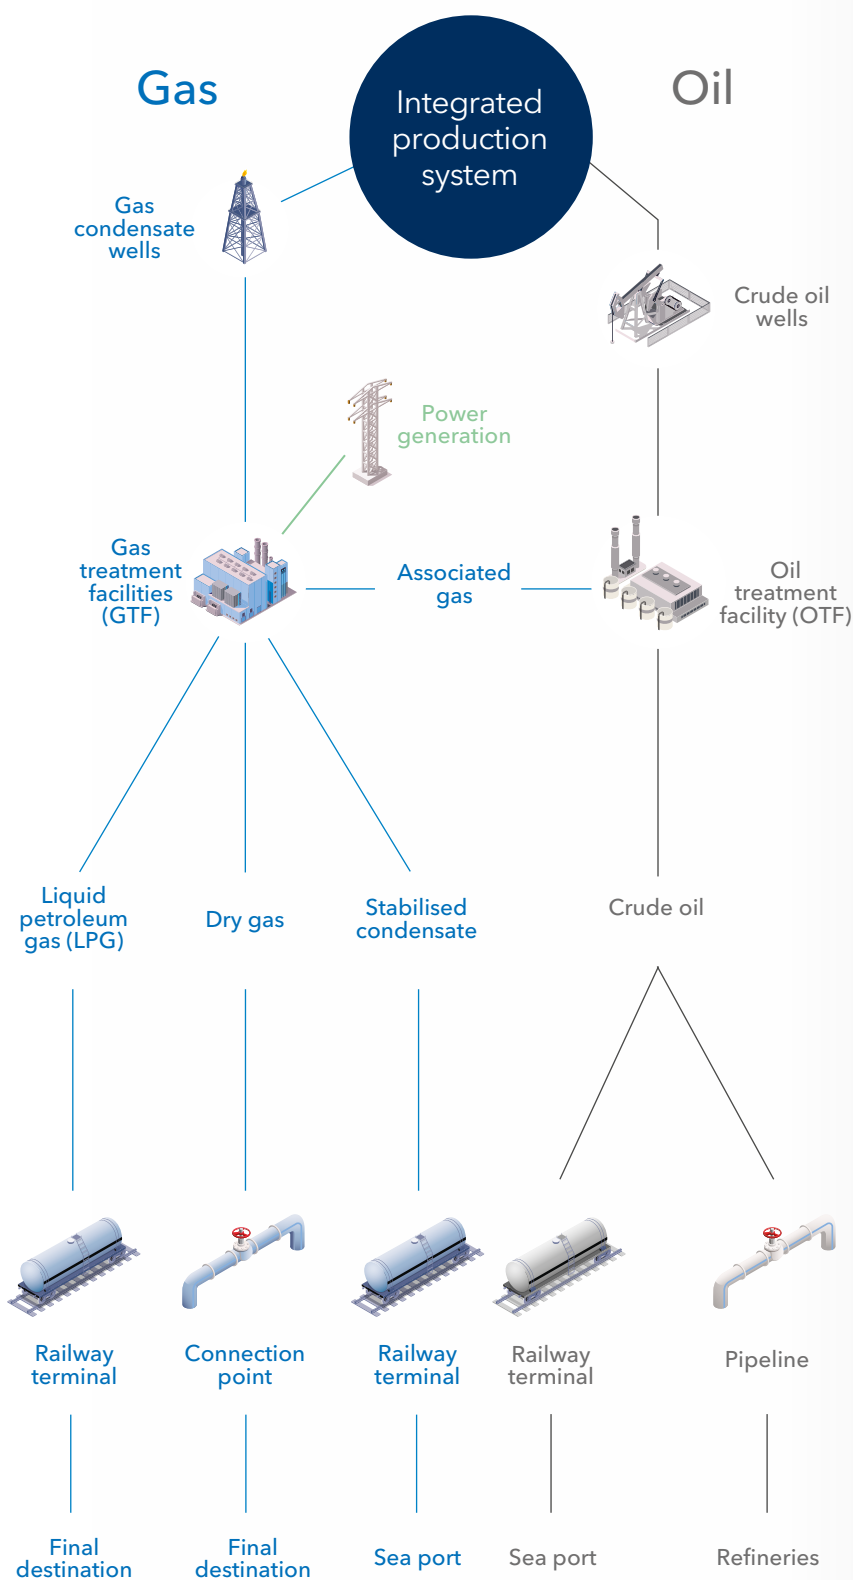 Gas
Integrated
production
system
Oil
Gas
condensate
wells
Crude oil
wells
Power
generation
Gas
treatment
facilities
(GTF)
Associated
gas
Oil
treatment
facility (OTF)
Liquid
petroleum
gas (LPG)
Dry gas
Stabilised
condensate
Crude oil
Railway
terminal
Connection
point
Railway
terminal
Railway
terminal
Pipeline
Final
destination
Final
destination
Sea port
Sea port
Refineries